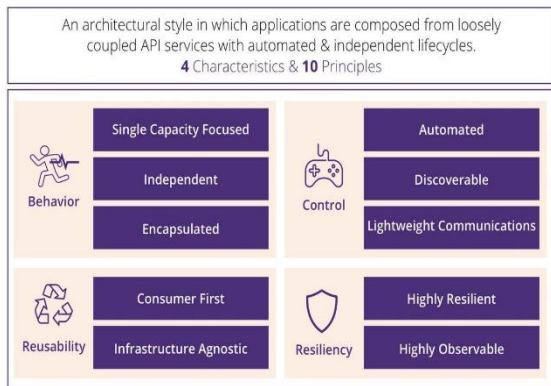 An architectural style in which applications are composed from loosely
coupled API services with automated & independent lifecycles.
4 Characteristics & 10 Principles
Behavior
Single Capacity Focused
Independent
Encapsulated
Control
Automated
Discoverable
Lightweight Communications
Reusability
Consumer First
Infrastructure Agnostic
Resiliency
Highly Resilient
Highly Observable